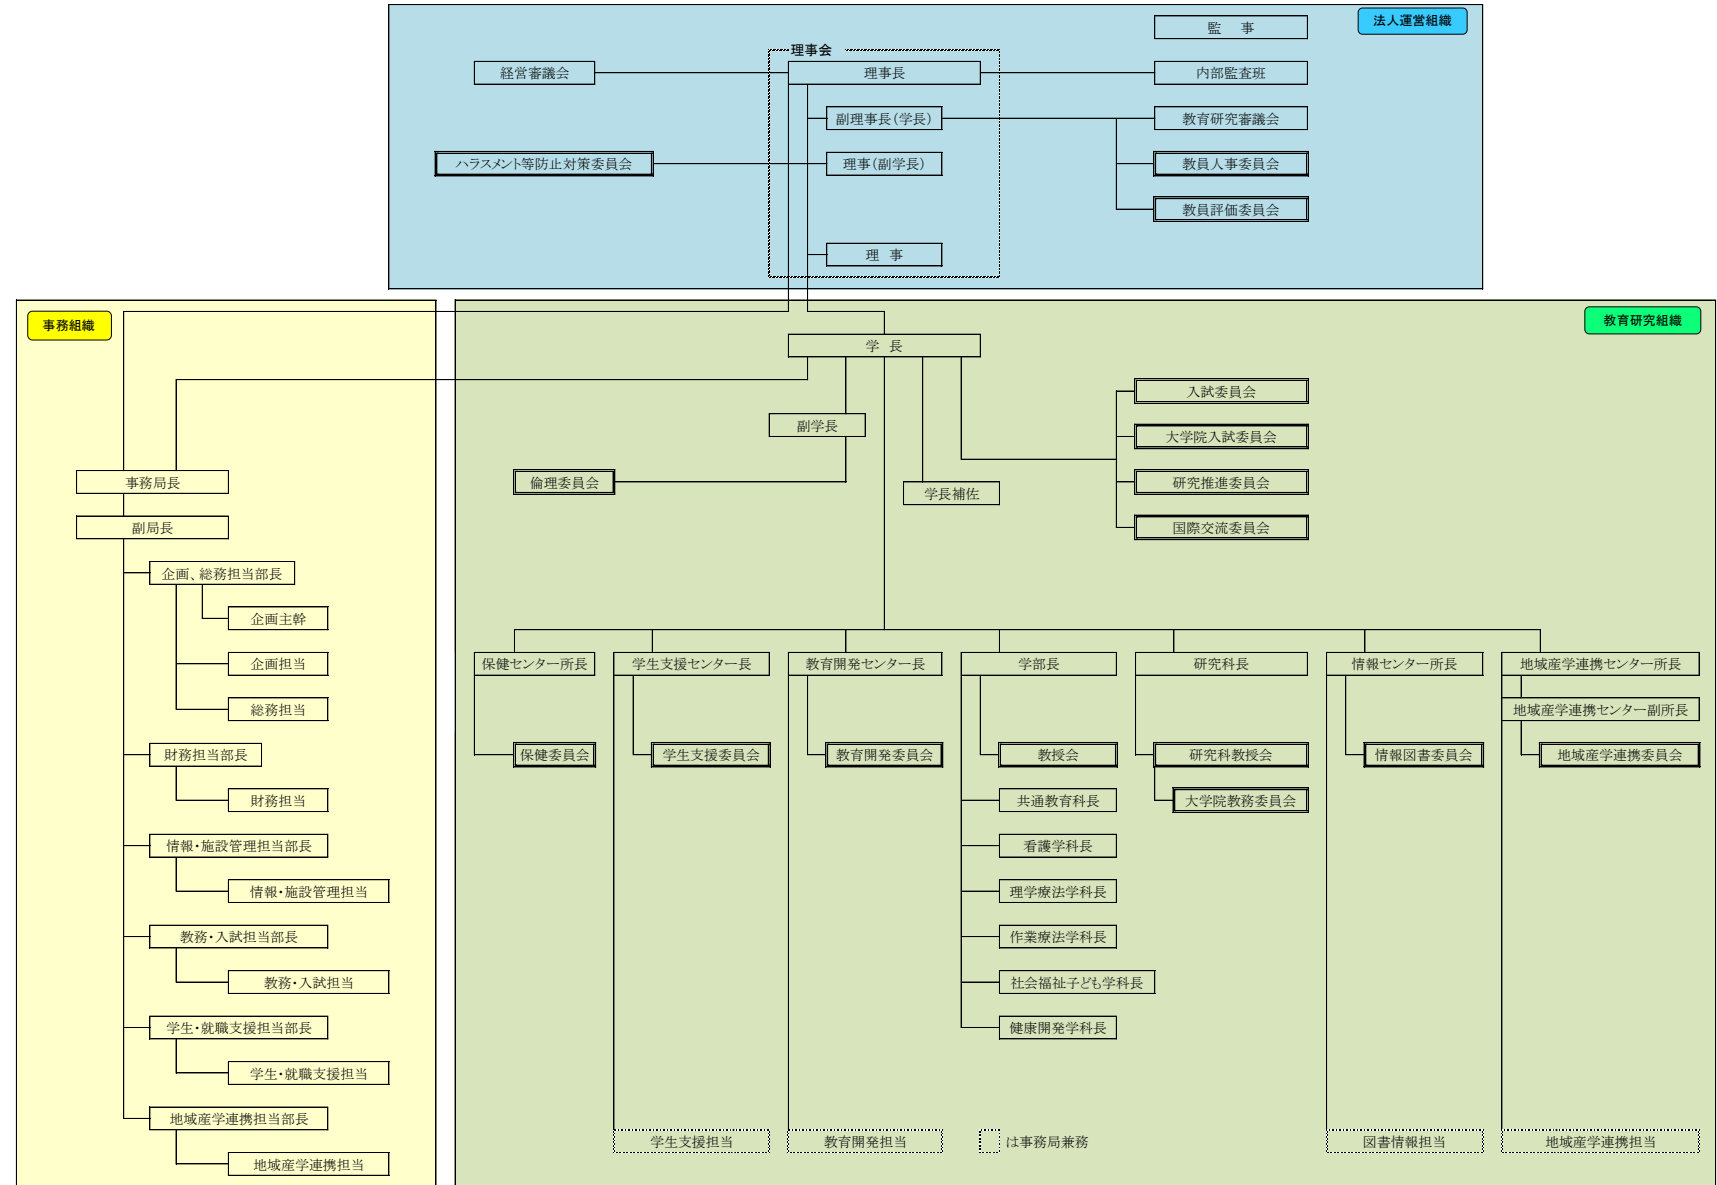 法人運営組織
監　事
理事会
経営審議会
理事長
内部監査班
副理事長(学長)
教育研究審議会
ハラスメント等防止対策委員会
理事(副学長)
教員人事委員会
教員評価委員会
理　事
事務組織
教育研究組織
学　長
入試委員会
副学長
大学院入試委員会
事務局長
倫理委員会
学長補佐
研究推進委員会
副局長
国際交流委員会
企画、総務担当部長
企画主幹
企画担当
総務担当
財務担当部長
財務担当
情報・施設管理担当部長
情報・施設管理担当
教務・入試担当部長
教務・入試担当
学生・就職支援担当部長
学生・就職支援担当
地域産学連携担当部長
地域産学連携担当
保健センター所長
学生支援センター長
教育開発センター長
学部長
研究科長
情報センター所長
地域産学連携センター所長
地域産学連携センター副所長
保健委員会
学生支援委員会
教育開発委員会
教授会
研究科教授会
情報図書委員会
地域産学連携委員会
共通教育科長
大学院教務委員会
看護学科長
理学療法学科長
作業療法学科長
社会福祉子ども学科長
健康開発学科長
学生支援担当
教育開発担当
は事務局兼務
図書情報担当
地域産学連携担当